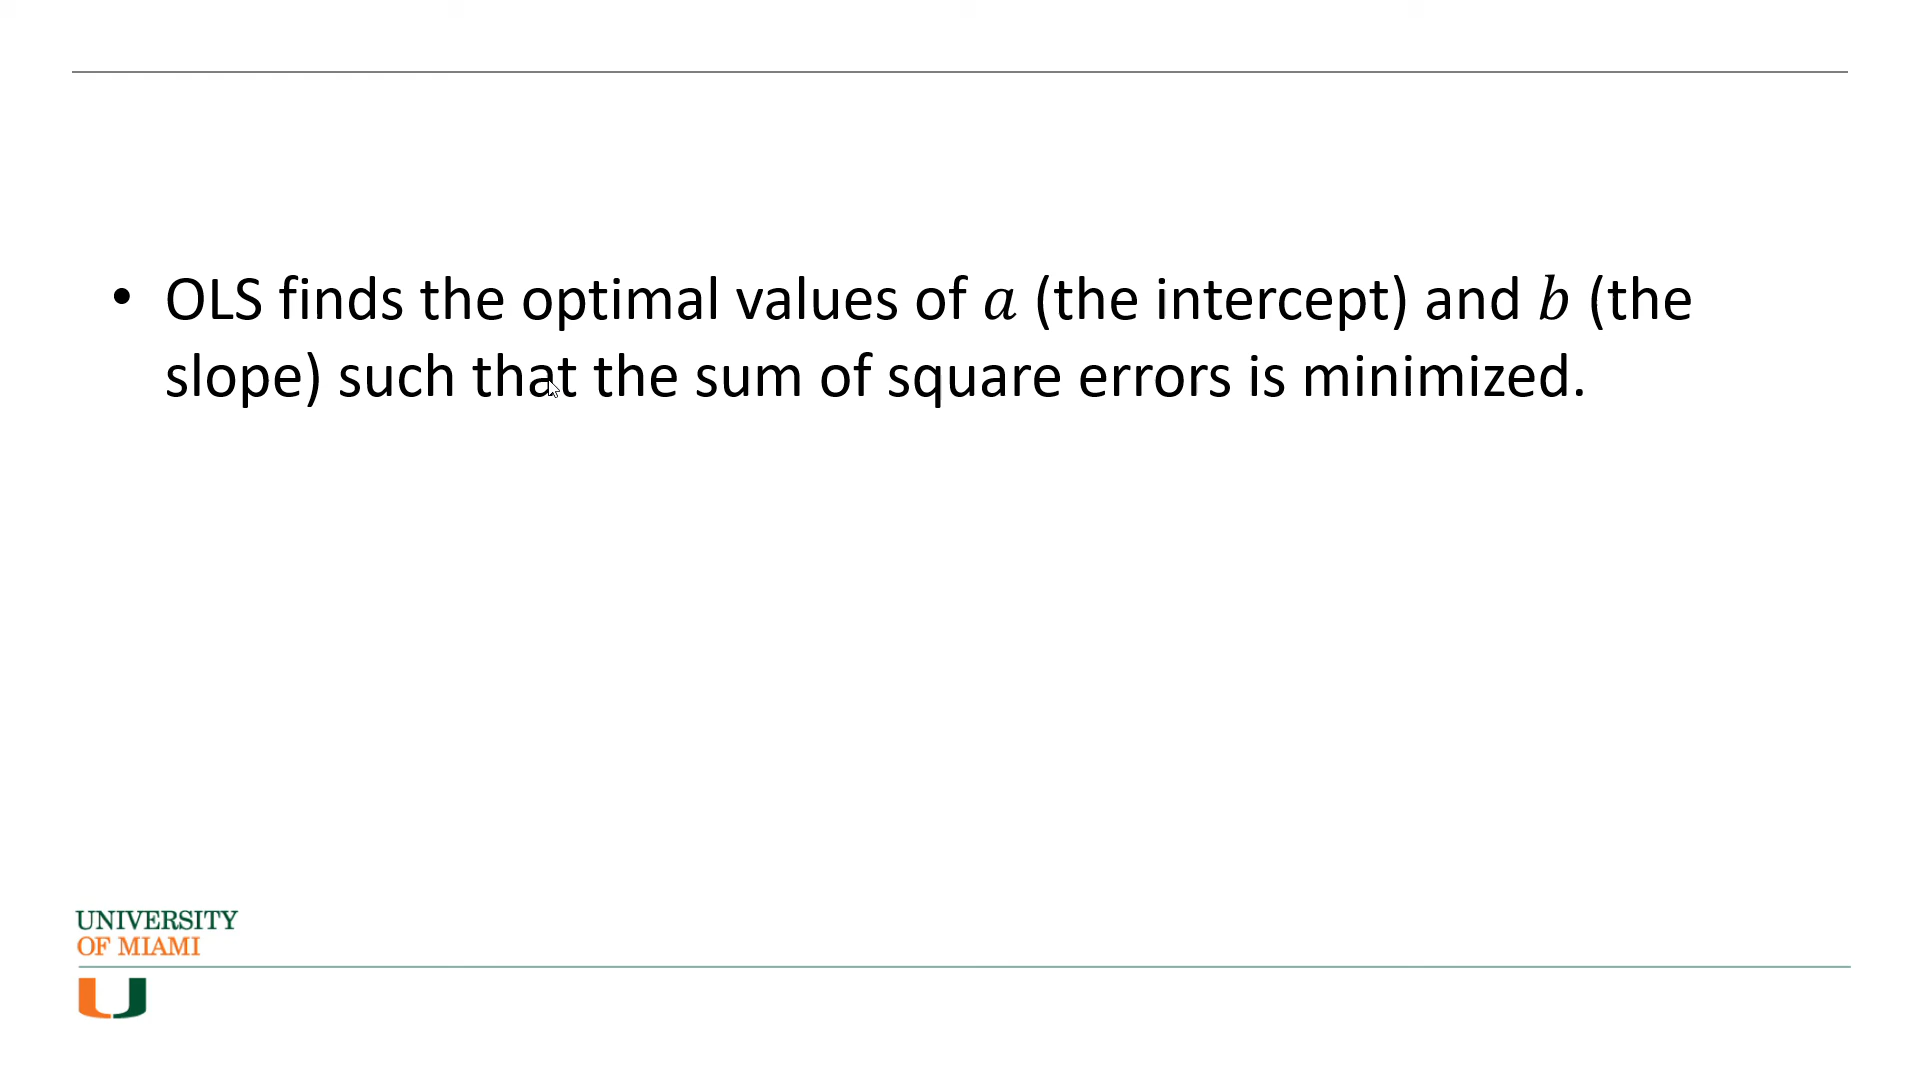 • OLS finds the optimal values of a (the intercept) and b (the
slope) such that the sum of square errors is minimized.
UNIVERSITY
OF MIAMI